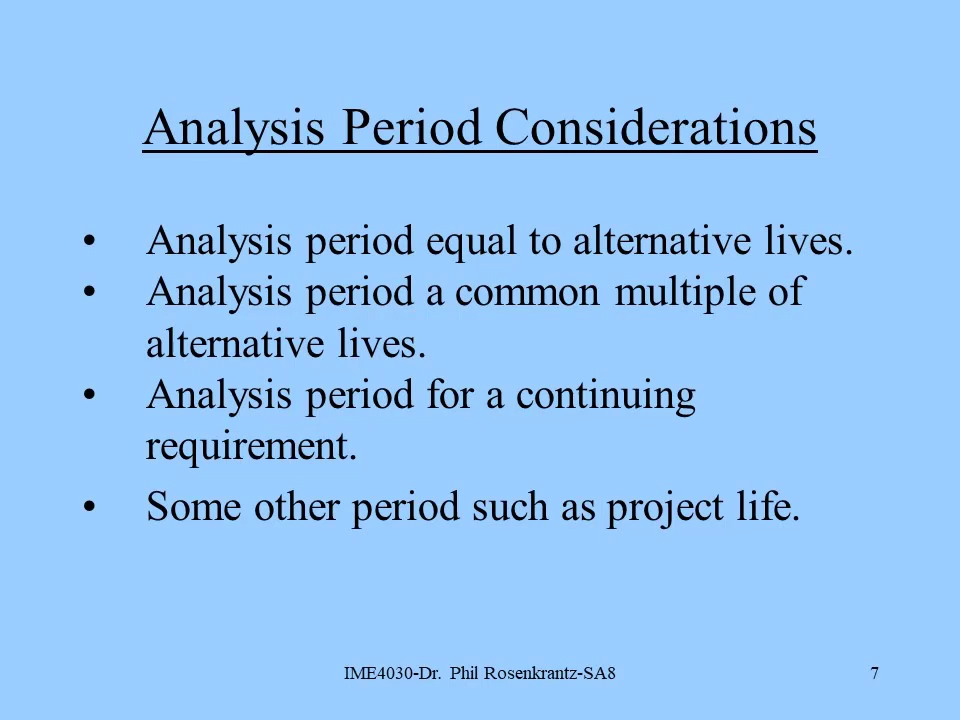 Analysis Period Considerations
• Analysis period equal to alternative lives.
• Analysis period a common multiple of
alternative lives.
• Analysis period for a continuing
requirement.
• Some other period such as project life.
IME4030-Dr. Phil Rosenkrantz-SA8
7